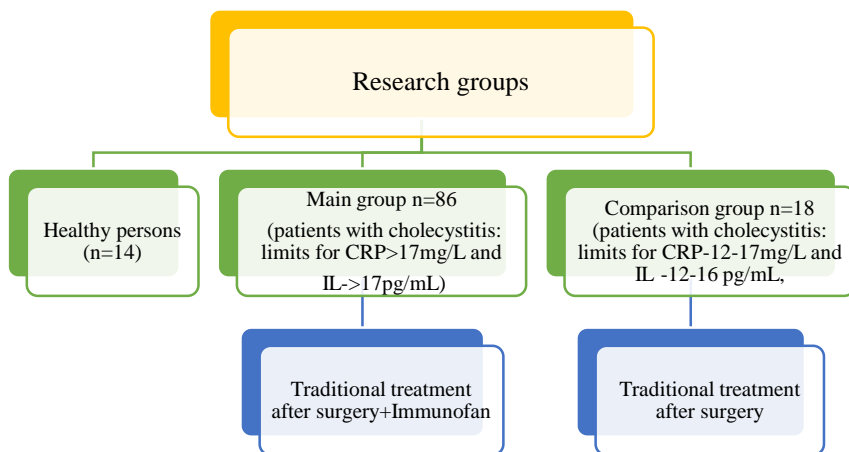 Research groups
Healthy persons
(n=14)
Main group n=86
(patients with cholecystitis:
limits for CRP>17mg/L and
IL->17pg/mL)
Comparison group n=18
(patients with cholecystitis:
limits for CRP-12-17mg/L and
IL -12-16 pg/mL,
Traditional treatment
after surgery+Immunofan
Traditional treatment
after surgery